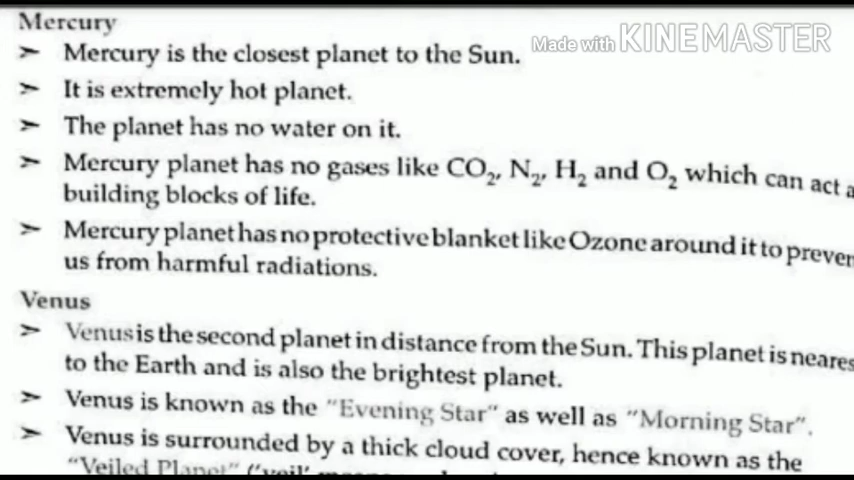 Mercury
Made with KINEMASTER
➤ Mercury is the closest planet to the Sun.
➤ It is extremely hot planet.
➤ The planet has no water on it.
➤ Mercury planet has no gases like CO₂, N₂, H₂ and O₂ which can act a
building blocks of life.
➤ Mercury planet has no protective blanket like Ozone around it to preven
us from harmful radiations.
Venus
➤ Venus is the second planet in distance from the Sun. This planet is neares
to the Earth and is also the brightest planet.
➤ Venus is known as the "Evening Star" as well as "Morning Star".
➤ Venus is surrounded by a thick cloud cover, hence known as the
"Veiled Planet" ('veil'